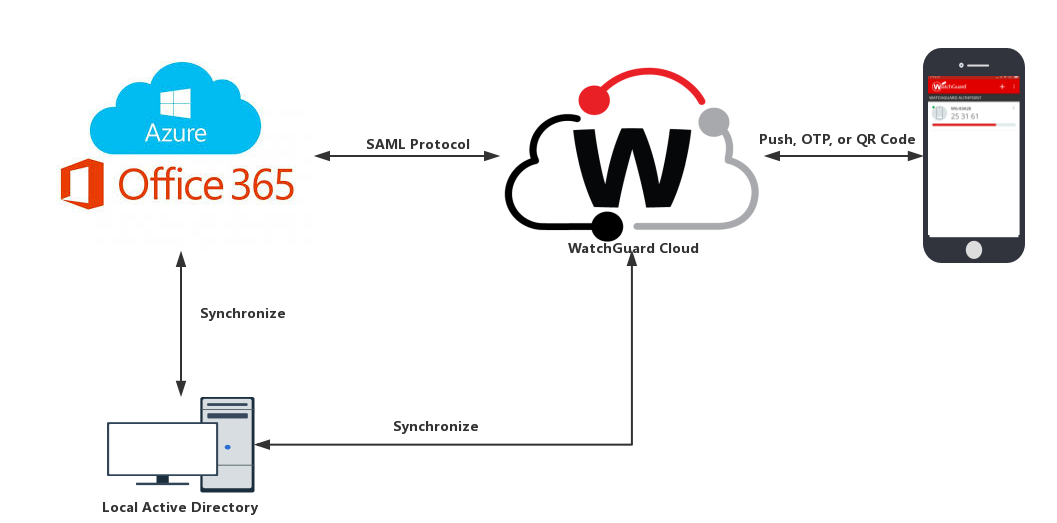 Azure
Office 365
SAML Protocol
W
WatchGuard Cloud
Push, OTP, or QR Code
WatchGuard
WATCHGUARD AUTHPOINT
25 31 61
Synchronize
Synchronize
Local Active Directory